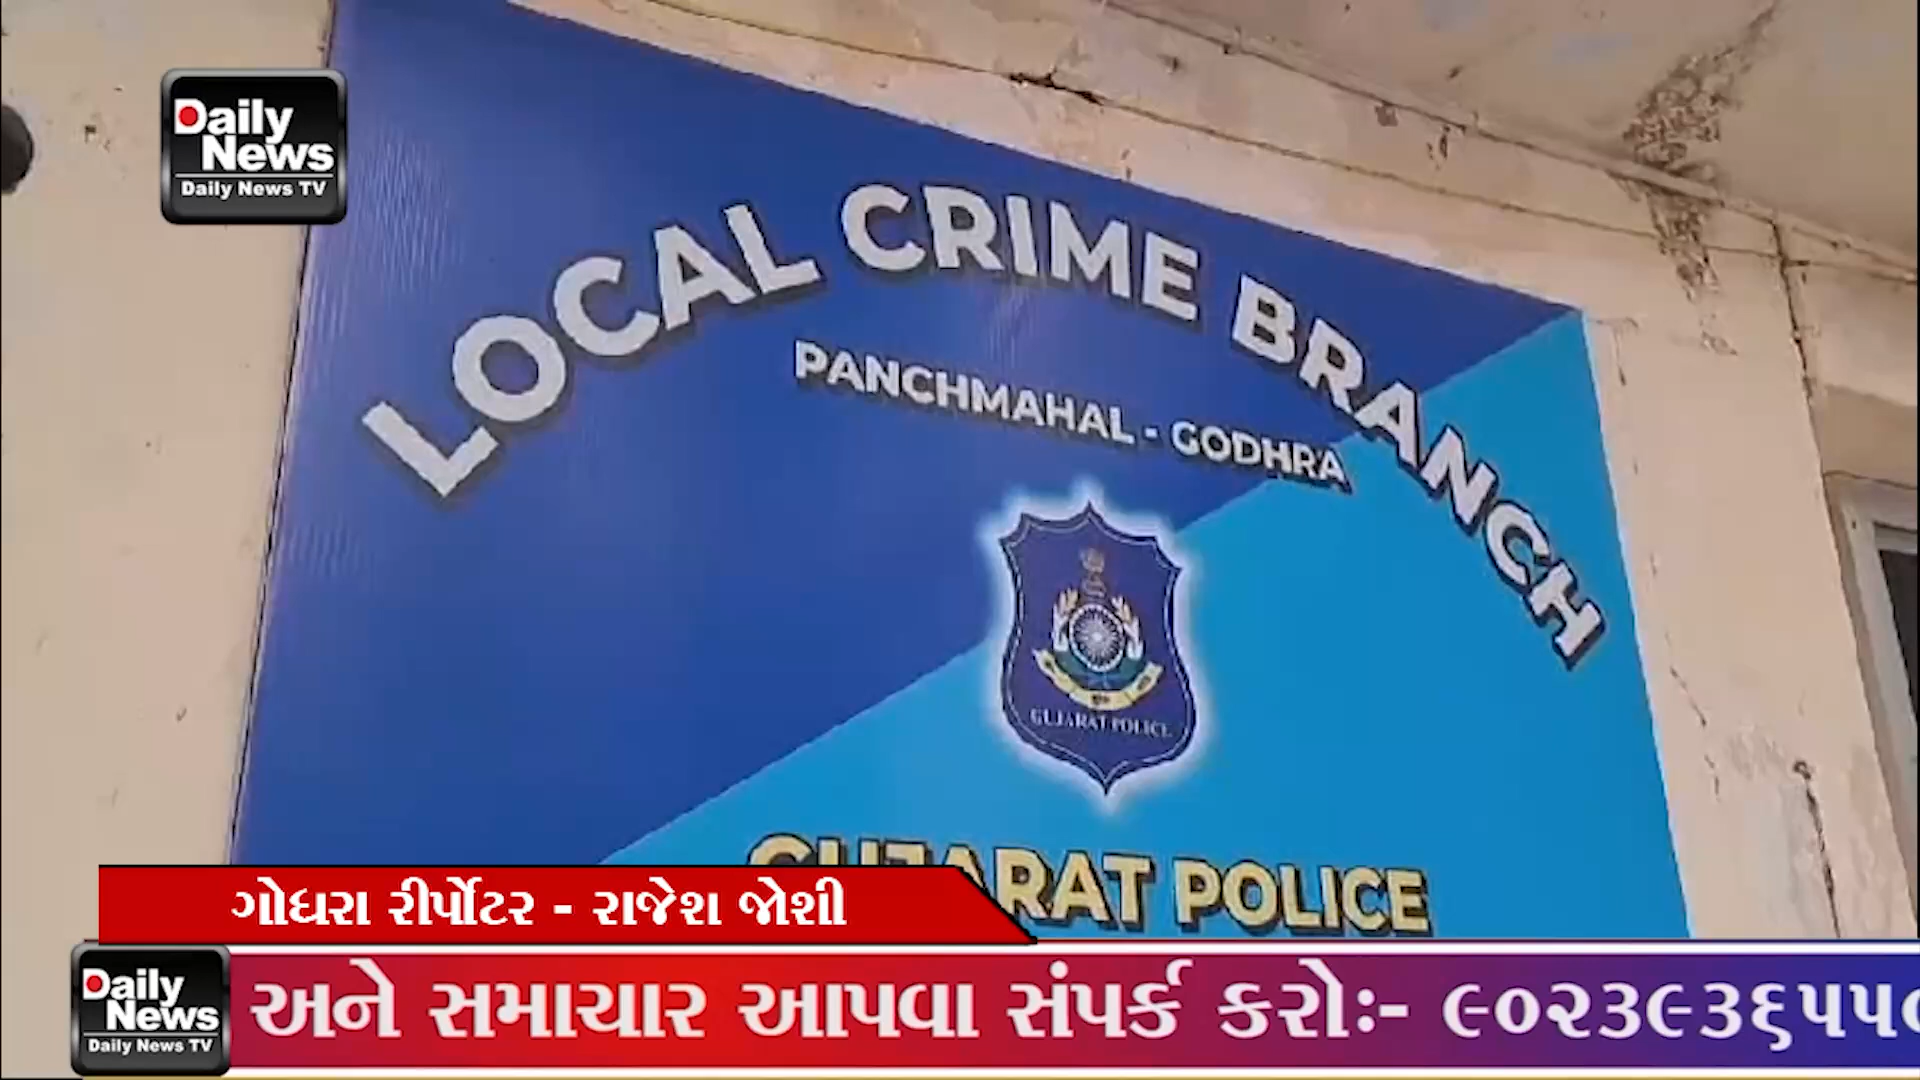 Daily
News
Daily News TV
LOCAL CRIME BRANCH
PANCHMAHAL - GODHRA
GUJARAT POLICE
GUJARAT POLICE
ગોધરા રીર્પોટર - રાજેશ જોશી
Daily
News
Daily News TV
અને સમાચાર આપવા સંપર્ક કરોઃ- ૯૦૨૩૯૩૬૫૫